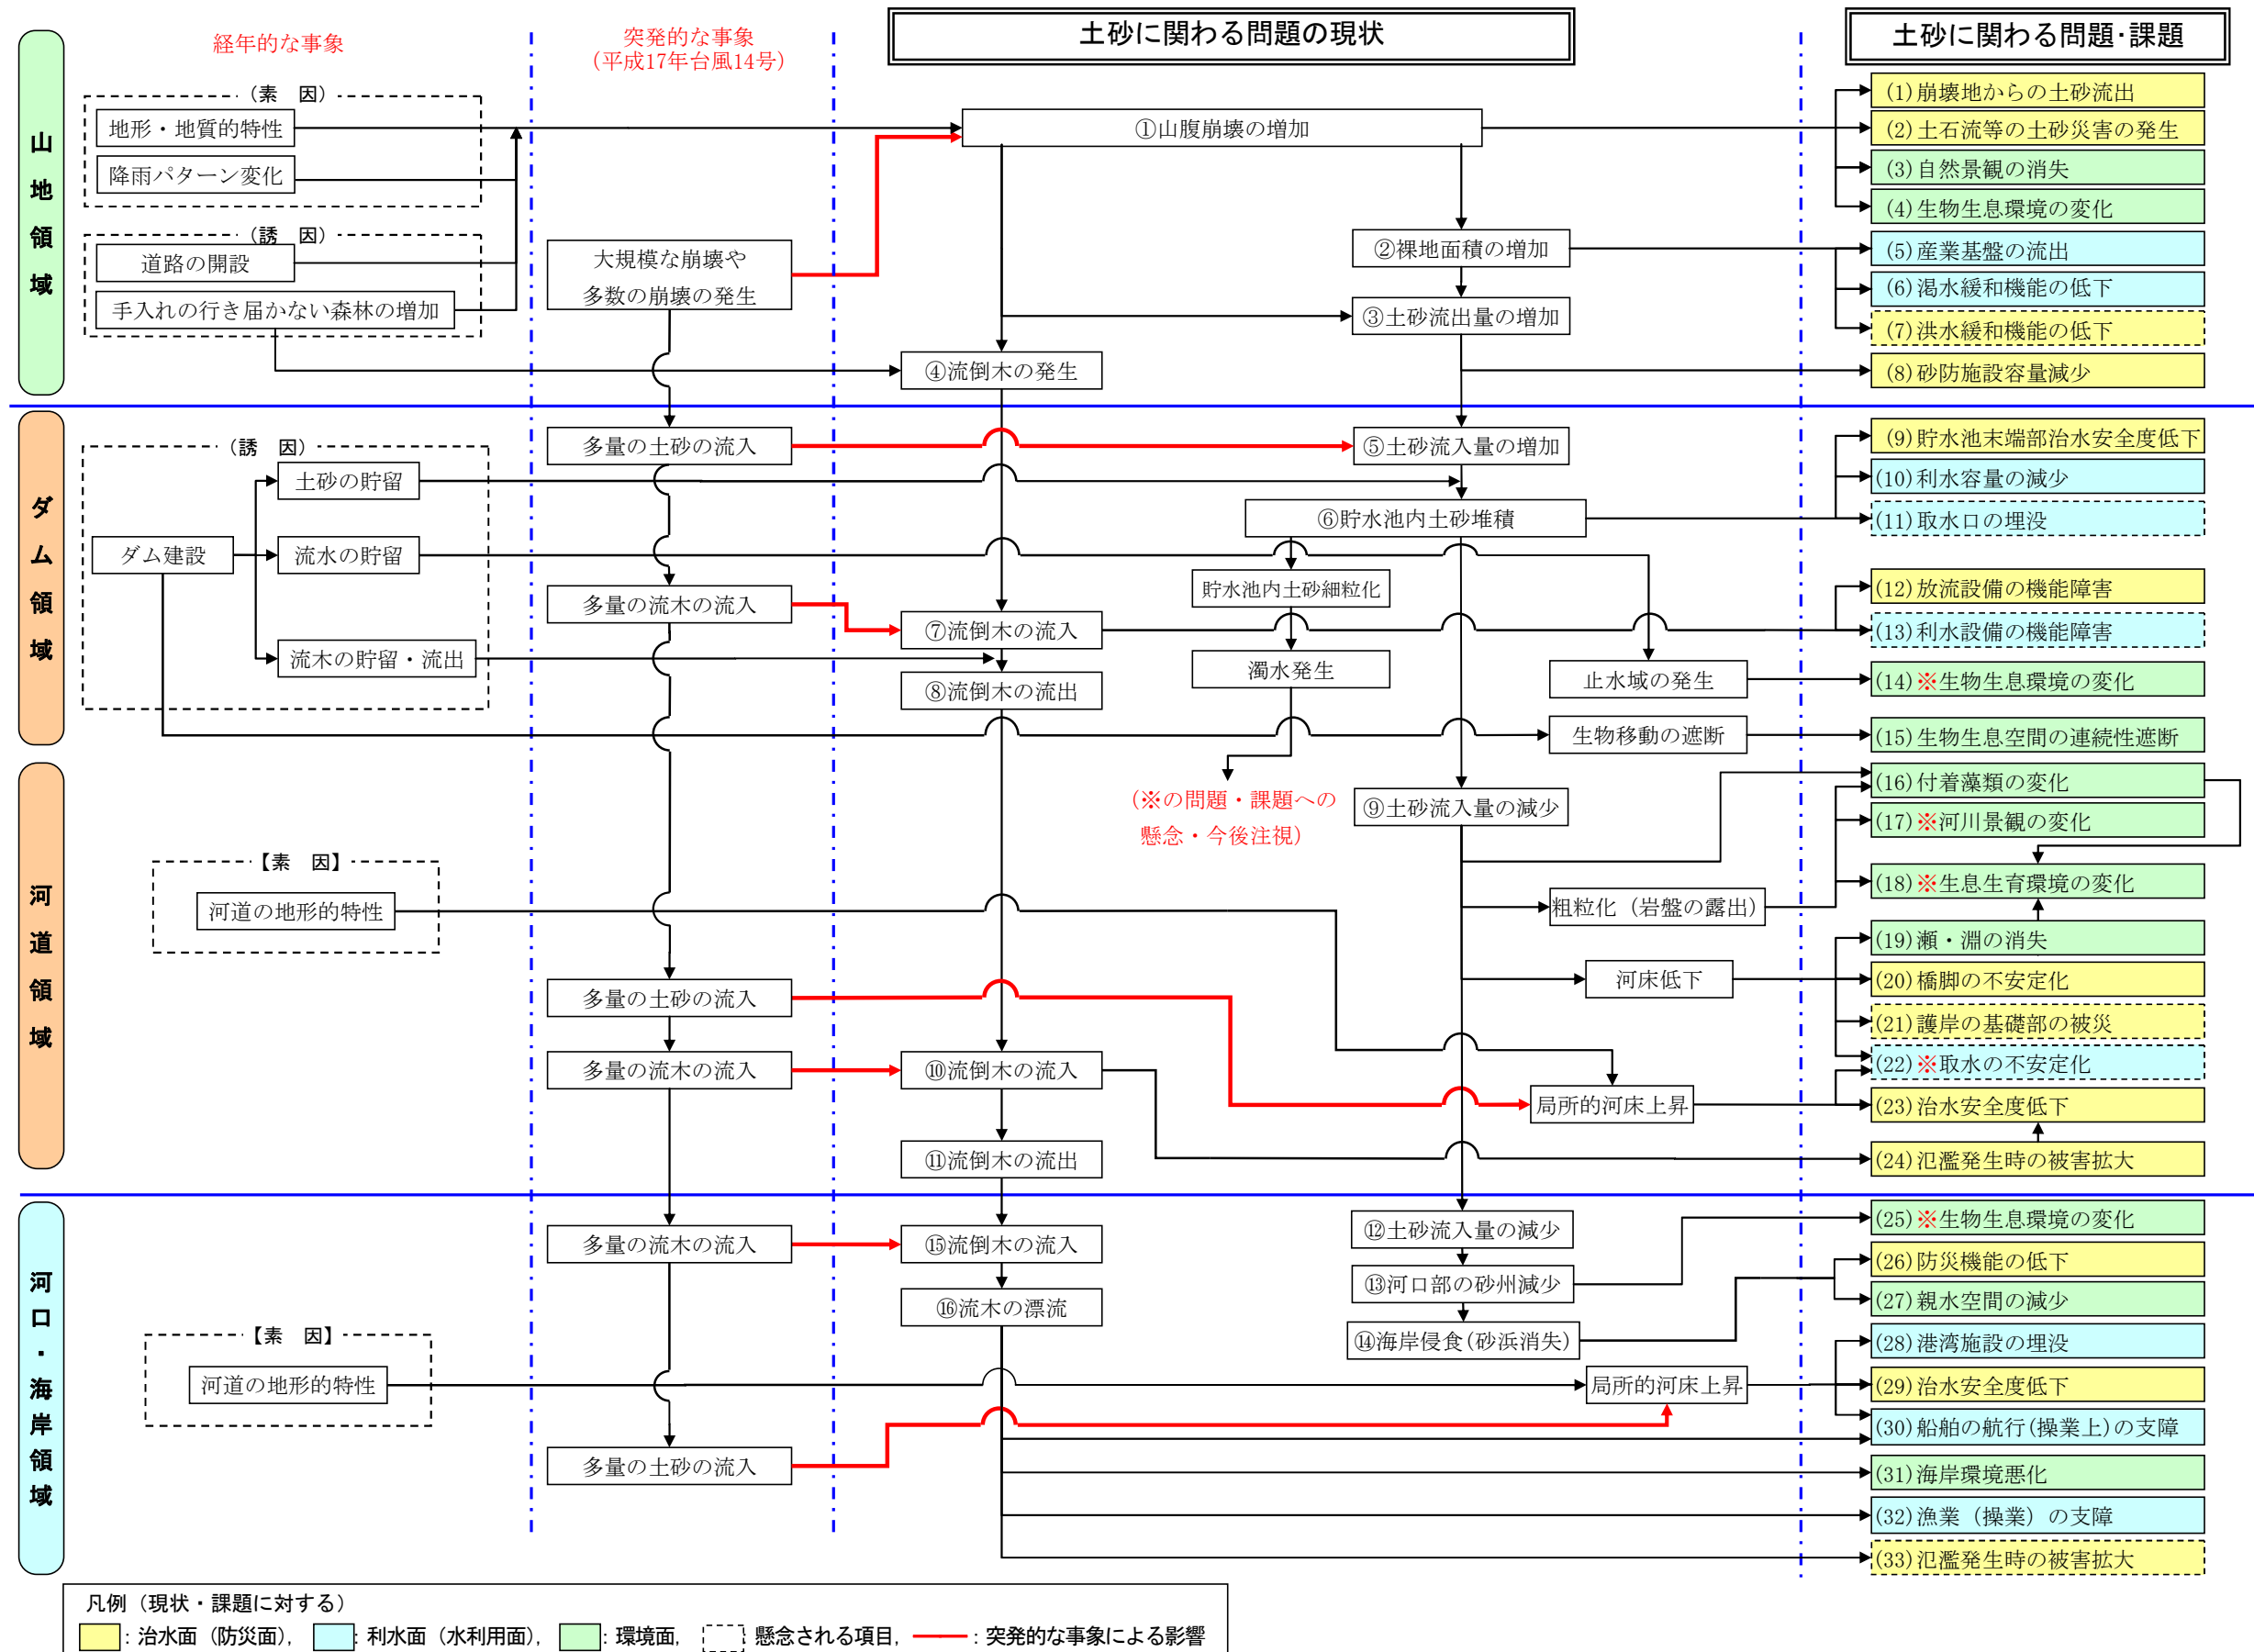 経年的な事象
突発的な事象
（平成17年台風14号）
土砂に関わる問題の現状
土砂に関わる問題・課題
山地領域
（素　因）
地形・地質的特性
降雨パターン変化
（誘　因）
道路の開設
手入れの行き届かない森林の増加
大規模な崩壊や
多数の崩壊の発生
①山腹崩壊の増加
②裸地面積の増加
③土砂流出量の増加
④流倒木の発生
(1)崩壊地からの土砂流出
(2)土石流等の土砂災害の発生
(3)自然景観の消失
(4)生物生息環境の変化
(5)産業基盤の流出
(6)渇水緩和機能の低下
(7)洪水緩和機能の低下
(8)砂防施設容量減少
ダム領域
（誘　因）
ダム建設
土砂の貯留
流水の貯留
流木の貯留・流出
多量の土砂の流入
多量の流木の流入
⑤土砂流入量の増加
⑥貯水池内土砂堆積
貯水池内土砂細粒化
⑦流倒木の流入
濁水発生
⑧流倒木の流出
止水域の発生
生物移動の遮断
(9)貯水池末端部治水安全度低下
(10)利水容量の減少
(11)取水口の埋没
(12)放流設備の機能障害
(13)利水設備の機能障害
(14)※生物生息環境の変化
(15)生物生息空間の連続性遮断
河道領域
【素　因】
河道の地形的特性
多量の土砂の流入
多量の流木の流入
（※の問題・課題への
懸念・今後注視）
⑨土砂流入量の減少
粗粒化（岩盤の露出）
河床低下
⑩流倒木の流入
局所的河床上昇
⑪流倒木の流出
(16)付着藻類の変化
(17)※河川景観の変化
(18)※生息生育環境の変化
(19)瀬・淵の消失
(20)橋脚の不安定化
(21)護岸の基礎部の被災
(22)※取水の不安定化
(23)治水安全度低下
(24)氾濫発生時の被害拡大
河口・海岸領域
【素　因】
河道の地形的特性
多量の流木の流入
多量の土砂の流入
⑫土砂流入量の減少
⑮流倒木の流入
⑬河口部の砂州減少
⑯流木の漂流
⑭海岸侵食(砂浜消失)
局所的河床上昇
(25)※生物生息環境の変化
(26)防災機能の低下
(27)親水空間の減少
(28)港湾施設の埋没
(29)治水安全度低下
(30)船舶の航行(操業上)の支障
(31)海岸環境悪化
(32)漁業（操業）の支障
(33)氾濫発生時の被害拡大
凡例（現状・課題に対する）
：治水面（防災面）， ：利水面（水利用面）， ：環境面， ：懸念される項目， ：突発的な事象による影響